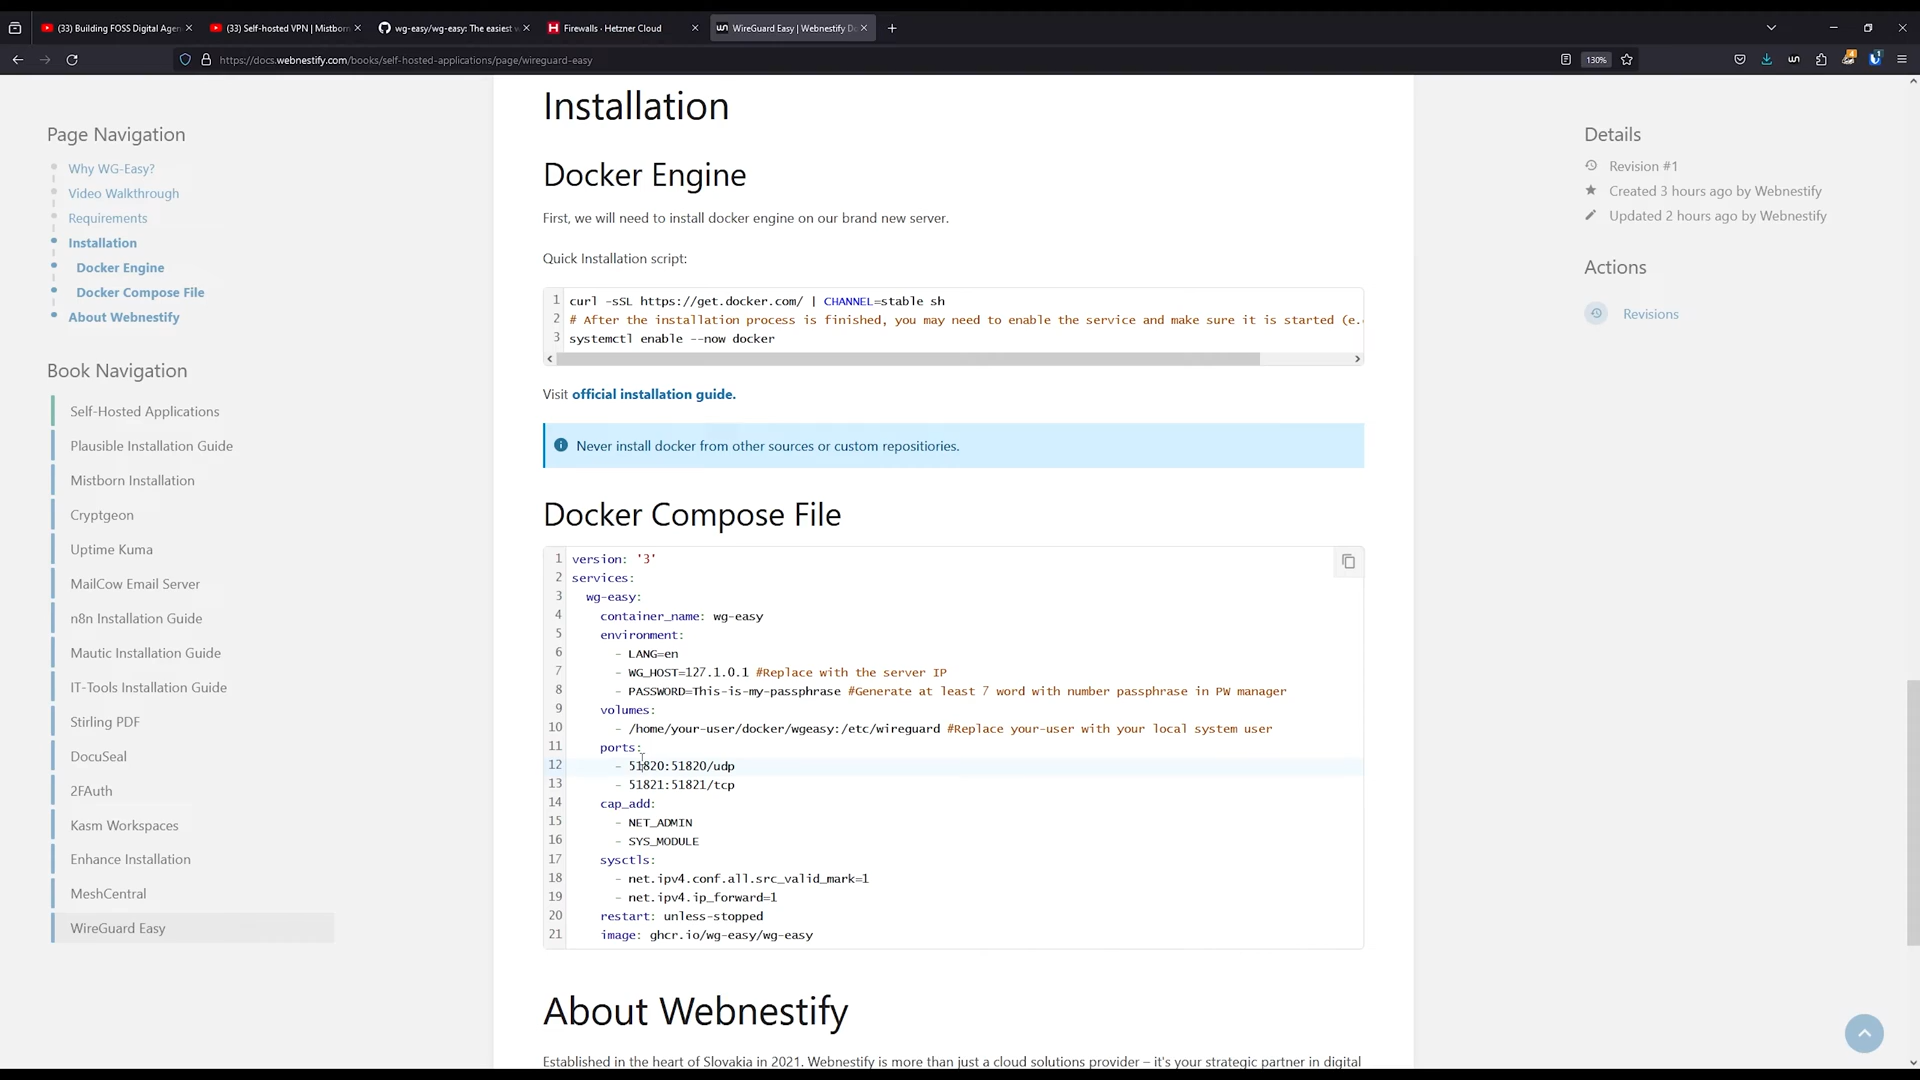 (33) Building FOSS Digital Agen
(33) Self-hosted VPN | Mistborn
wg-easy/wg-easy: The easiest
Firewalls · Hetzner Cloud
WireGuard Easy | Webnestify D
https://docs.webnestify.com/books/self-hosted-applications/page/wireguard-easy
130%
Page Navigation
Why WG-Easy?
Video Walkthrough
Requirements
Installation
Docker Engine
Docker Compose File
About Webnestify
Book Navigation
Self-Hosted Applications
Plausible Installation Guide
Mistborn Installation
Cryptgeon
Uptime Kuma
MailCow Email Server
n8n Installation Guide
Mautic Installation Guide
IT-Tools Installation Guide
Stirling PDF
DocuSeal
2FAuth
Kasm Workspaces
Enhance Installation
MeshCentral
WireGuard Easy
Installation
Docker Engine
First, we will need to install docker engine on our brand new server.
Quick Installation script:
1 curl -sSL https://get.docker.com/ | CHANNEL=stable sh
2 # After the installation process is finished, you may need to enable the service and make sure it is started (e.
3 systemctl enable --now docker
Visit official installation guide.
Never install docker from other sources or custom repositiories.
Docker Compose File
1 version: '3'
2 services:
3 wg-easy:
4 container_name: wg-easy
5 environment:
6 - LANG=en
7 - WG_HOST=127.1.0.1 #Replace with the server IP
8 - PASSWORD=This-is-my-passphrase #Generate at least 7 word with number passphrase in PW manager
9 volumes:
10 - /home/your-user/docker/wgeasy:/etc/wireguard #Replace your-user with your local system user
11 ports:
12 - 51820:51820/udp
13 - 51821:51821/tcp
14 cap_add:
15 - NET_ADMIN
16 - SYS_MODULE
17 sysctls:
18 - net.ipv4.conf.all.src_valid_mark=1
19 - net.ipv4.ip_forward=1
20 restart: unless-stopped
21 image: ghcr.io/wg-easy/wg-easy
About Webnestify
Established in the heart of Slovakia in 2021. Webnestify is more than just a cloud solutions provider – it's your strategic partner in digital
Details
Revision #1
Created 3 hours ago by Webnestify
Updated 2 hours ago by Webnestify
Actions
Revisions